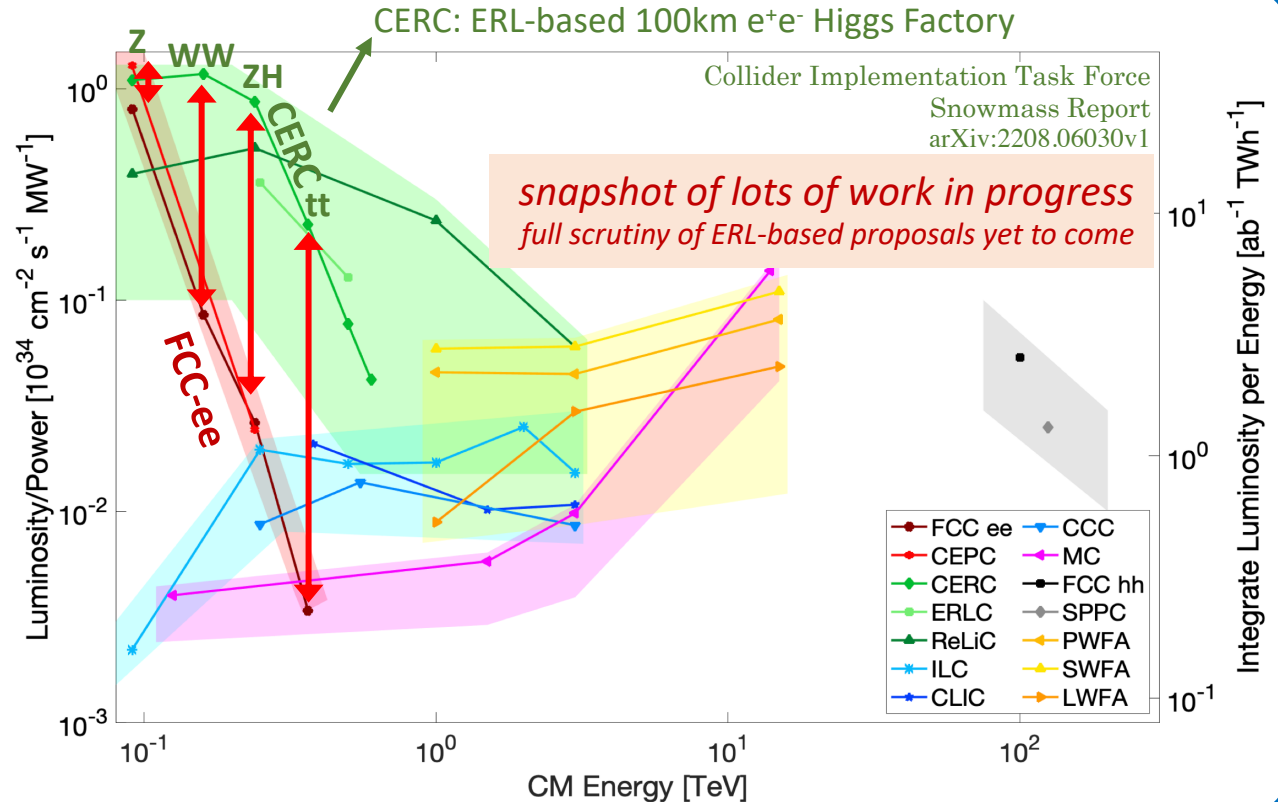 CERC: ERL-based 100km e⁺e⁻ Higgs Factory
Z
WW
ZH
CERC
tt
FCC-ee
Collider Implementation Task Force
Snowmass Report
arXiv:2208.06030v1
snapshot of lots of work in progress
full scrutiny of ERL-based proposals yet to come
Luminosity/Power [10³⁴ cm⁻² s⁻¹ MW⁻¹]
10⁰
10⁻¹
10⁻²
10⁻³
Integrate Luminosity per Energy [ab⁻¹ TWh⁻¹]
10¹
10⁰
10⁻¹
FCC ee
CEPC
CERC
ERLC
ReLiC
ILC
CLIC
CCC
MC
FCC hh
SPPC
PWFA
SWFA
LWFA
10⁻¹
10⁰
10¹
10²
CM Energy [TeV]